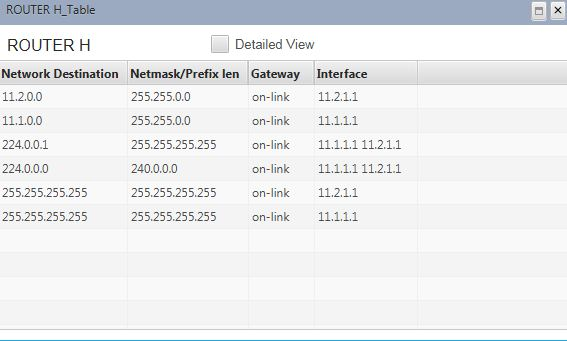 ROUTER H_Table
ROUTER H Detailed View
Network Destination Netmask/Prefix len Gateway Interface
11.2.0.0 255.255.0.0 on-link 11.2.1.1
11.1.0.0 255.255.0.0 on-link 11.1.1.1
224.0.0.1 255.255.255.255 on-link 11.1.1.1 11.2.1.1
224.0.0.0 240.0.0.0 on-link 11.1.1.1 11.2.1.1
255.255.255.255 255.255.255.255 on-link 11.2.1.1
255.255.255.255 255.255.255.255 on-link 11.1.1.1